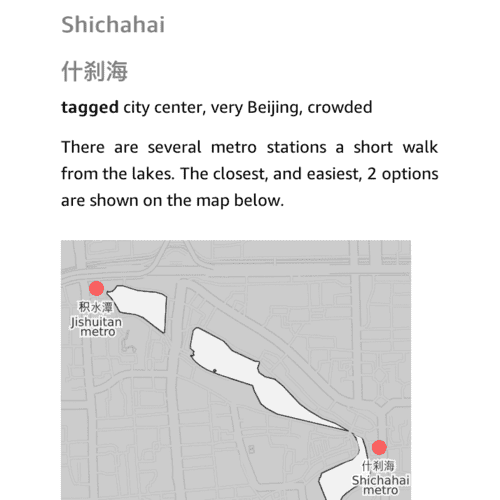 Shichahai
什刹海
tagged city center, very Beijing, crowded
There are several metro stations a short walk
from the lakes. The closest, and easiest, 2 options
are shown on the map below.
积水潭
Jishuitan
metro
什刹海
Shichahai
metro